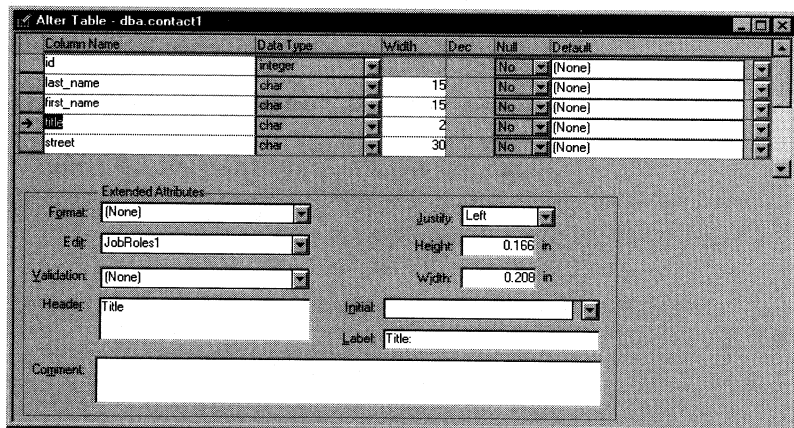 Alter Table - dba.contact1
Column Name Data Type Width Dec Null Default
id integer No (None)
last_name char 15 No (None)
first_name char 15 No (None)
title char 2 No (None)
street char 30 No (None)
Extended Attributes
Format: (None) Justify: Left
Edit: JobRoles1 Height: 0.166 in
Validation: (None) Width: 0.208 in
Header: Title Initial:
Label: Title:
Comment: